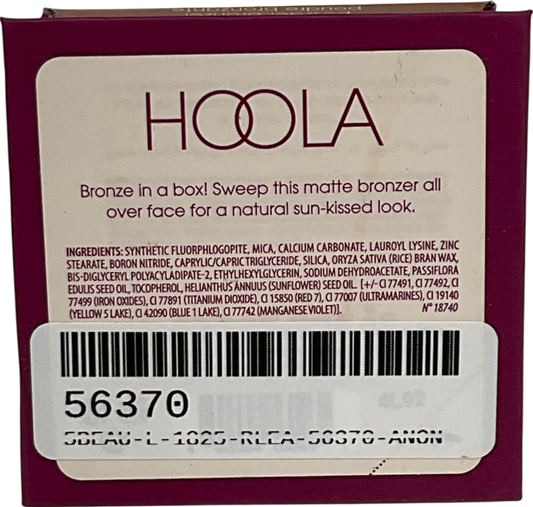 poudre bronzante
HOOLA
Bronze in a box! Sweep this matte bronzer all
over face for a natural sun-kissed look.
INGREDIENTS: SYNTHETIC FLUORPHLOGOPITE, MICA, CALCIUM CARBONATE, LAUROYL LYSINE, ZINC
STEARATE, BORON NITRIDE, CAPRYLIC/CAPRIC TRIGLYCERIDE, SILICA, ORYZA SATIVA (RICE) BRAN WAX,
BIS-DIGLYCERYL POLYACYLADIPATE-2, ETHYLHEXYLGLYCERIN, SODIUM DEHYDROACETATE, PASSIFLORA
EDULIS SEED OIL, TOCOPHEROL, HELIANTHUS ANNUUS (SUNFLOWER) SEED OIL. [+/- CI 77491, CI 77492, CI
77499 (IRON OXIDES), CI 77891 (TITANIUM DIOXIDE), CI 15850 (RED 7), CI 77007 (ULTRAMARINES), CI 19140
(YELLOW 5 LAKE), CI 42090 (BLUE 1 LAKE), CI 77742 (MANGANESE VIOLET)]. N° 18740
56370
5BEAU-L-1825-RLEA-56370-ANON